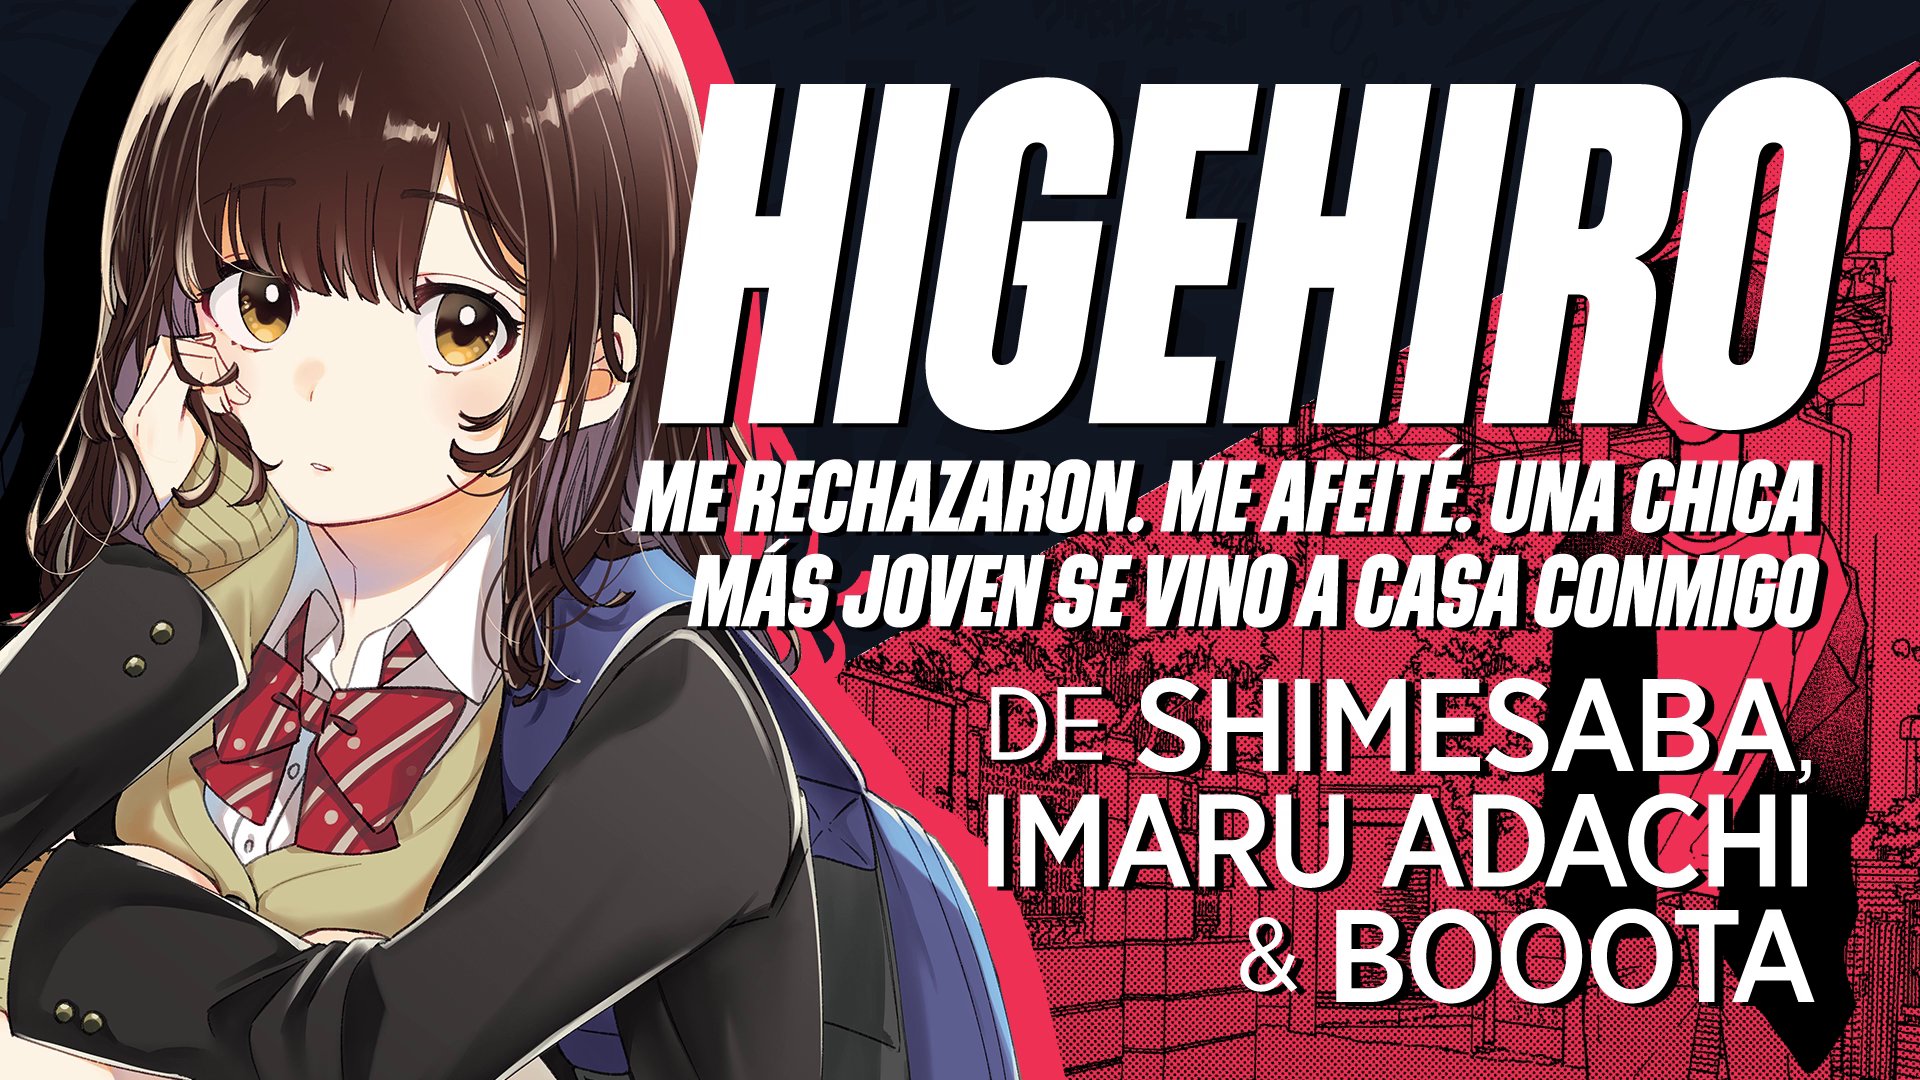 HIGEHIRO
ME RECHAZARON. ME AFEITÉ. UNA CHICA
MÁS JOVEN SE VINO A CASA CONMIGO
DE SHIMESABA,
IMARU ADACHI
& BOOOTA